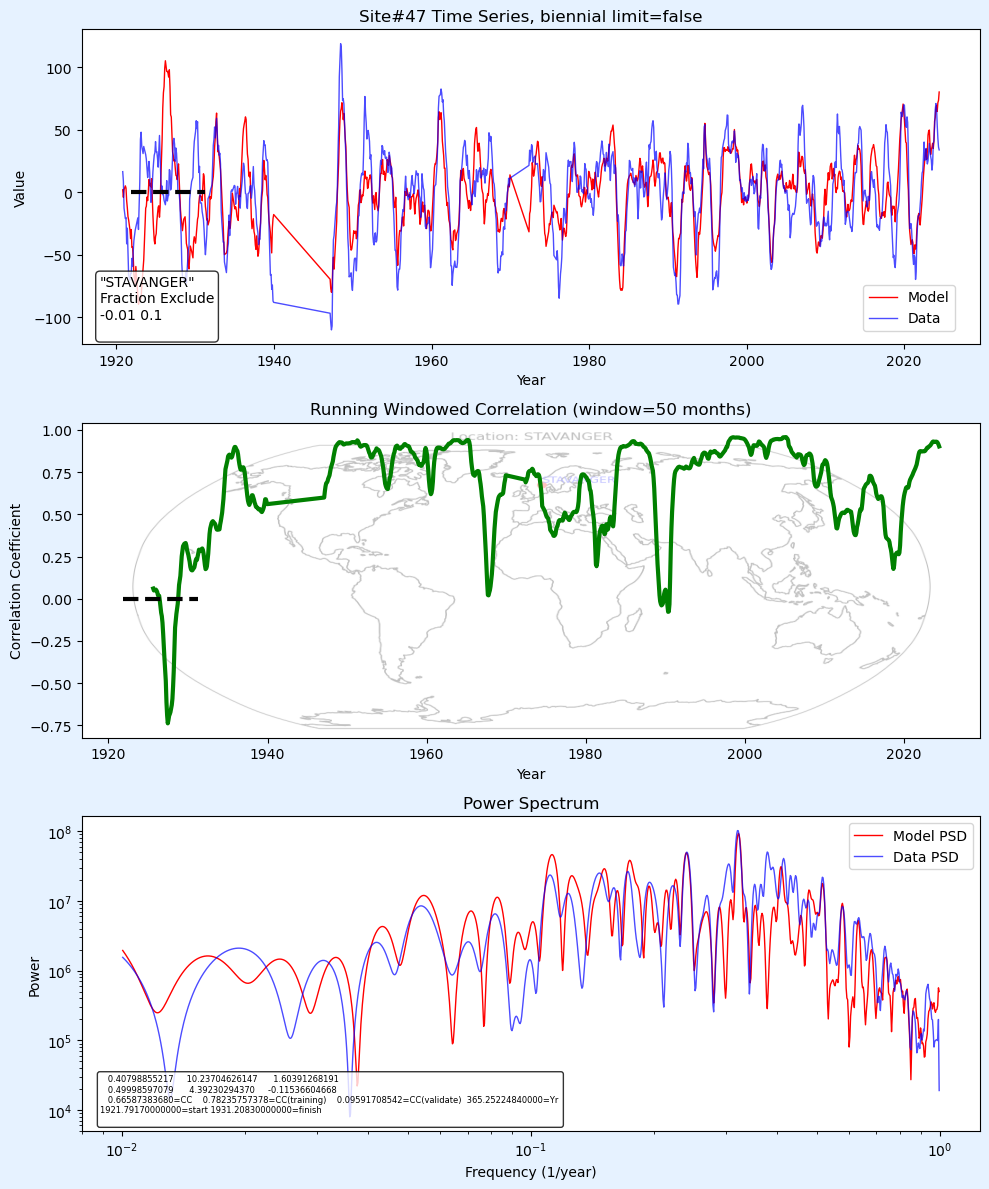 Site#47 Time Series, biennial limit=false
Value
100
50
0
−50
−100
"STAVANGER"
Fraction Exclude
-0.01 0.1
Model
Data
1920 1940 1960 1980 2000 2020
Year
Running Windowed Correlation (window=50 months)
Location: STAVANGER
STAVANGER
Correlation Coefficient
1.00
0.75
0.50
0.25
0.00
−0.25
−0.50
−0.75
1920 1940 1960 1980 2000 2020
Year
Power Spectrum
Model PSD
Data PSD
Power
10⁸
10⁷
10⁶
10⁵
10⁴
0.40798855217 10.23704626147 1.60391268191
0.49998597079 4.39230294370 -0.11536604668
0.66587383680=CC 0.78235757378=CC(training) 0.09591708542=CC(validate) 365.25224840000=Yr
1921.79170000000=start 1931.20830000000=finish
10⁻² 10⁻¹ 10⁰
Frequency (1/year)